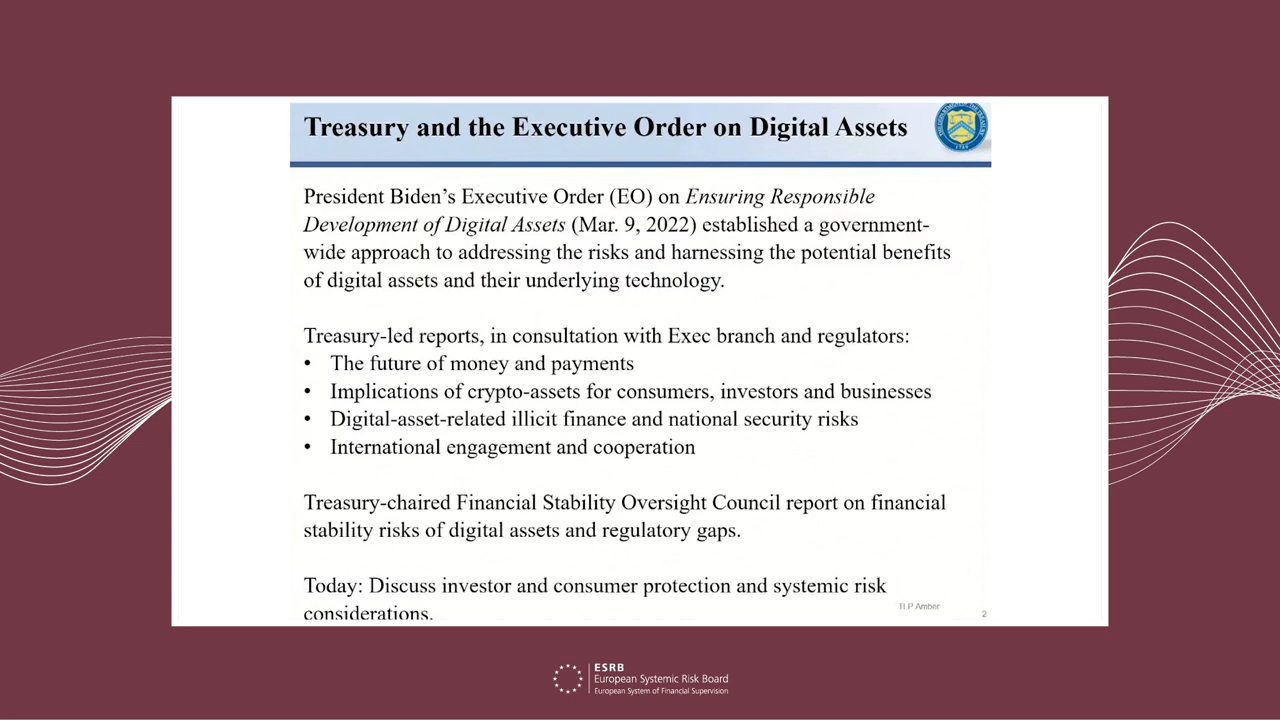 Treasury and the Executive Order on Digital Assets
President Biden’s Executive Order (EO) on Ensuring Responsible
Development of Digital Assets (Mar. 9, 2022) established a government-
wide approach to addressing the risks and harnessing the potential benefits
of digital assets and their underlying technology.
Treasury-led reports, in consultation with Exec branch and regulators:
• The future of money and payments
• Implications of crypto-assets for consumers, investors and businesses
• Digital-asset-related illicit finance and national security risks
• International engagement and cooperation
Treasury-chaired Financial Stability Oversight Council report on financial
stability risks of digital assets and regulatory gaps.
Today: Discuss investor and consumer protection and systemic risk
considerations.
TLP Amber
2
ESRB
European Systemic Risk Board
European System of Financial Supervision